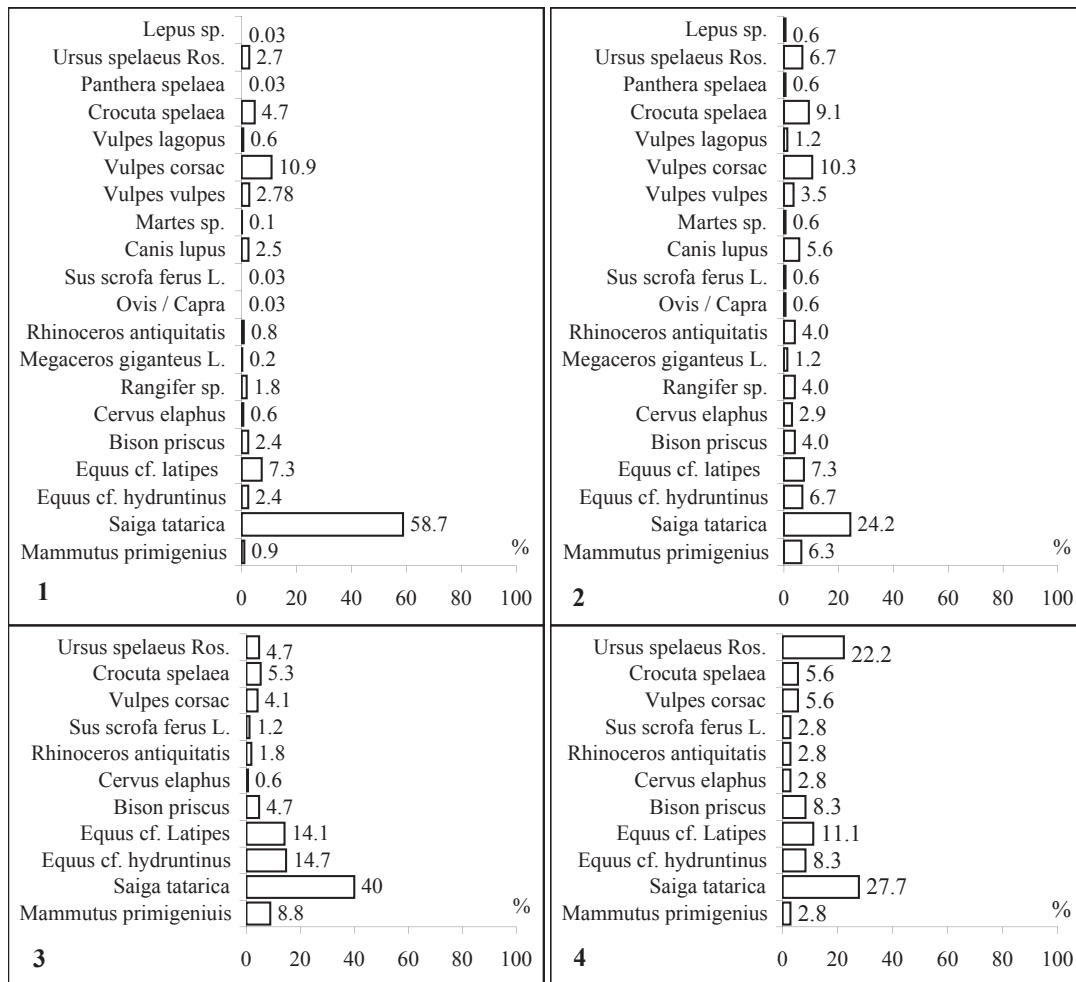 Lepus sp. 0.03
Ursus spelaeus Ros. 2.7
Panthera spelaea 0.03
Crocuta spelaea 4.7
Vulpes lagopus 0.6
Vulpes corsac 10.9
Vulpes vulpes 2.78
Martes sp. 0.1
Canis lupus 2.5
Sus scrofa ferus L. 0.03
Ovis / Capra 0.03
Rhinoceros antiquitatis 0.8
Megaceros giganteus L. 0.2
Rangifer sp. 1.8
Cervus elaphus 0.6
Bison priscus 2.4
Equus cf. latipes 7.3
Equus cf. hydruntinus 2.4
Saiga tatarica 58.7
Mammutus primigenius 0.9 %
1 0 20 40 60 80 100
Lepus sp. 0.6
Ursus spelaeus Ros. 6.7
Panthera spelaea 0.6
Crocuta spelaea 9.1
Vulpes lagopus 1.2
Vulpes corsac 10.3
Vulpes vulpes 3.5
Martes sp. 0.6
Canis lupus 5.6
Sus scrofa ferus L. 0.6
Ovis / Capra 0.6
Rhinoceros antiquitatis 4.0
Megaceros giganteus L. 1.2
Rangifer sp. 4.0
Cervus elaphus 2.9
Bison priscus 4.0
Equus cf. latipes 7.3
Equus cf. hydruntinus 6.7
Saiga tatarica 24.2
Mammutus primigenius 6.3 %
2 0 20 40 60 80 100
Ursus spelaeus Ros. 4.7
Crocuta spelaea 5.3
Vulpes corsac 4.1
Sus scrofa ferus L. 1.2
Rhinoceros antiquitatis 1.8
Cervus elaphus 0.6
Bison priscus 4.7
Equus cf. Latipes 14.1
Equus cf. hydruntinus 14.7
Saiga tatarica 40
Mammutus primigeniuis 8.8 %
3 0 20 40 60 80 100
Ursus spelaeus Ros. 22.2
Crocuta spelaea 5.6
Vulpes corsac 5.6
Sus scrofa ferus L. 2.8
Rhinoceros antiquitatis 2.8
Cervus elaphus 2.8
Bison priscus 8.3
Equus cf. Latipes 11.1
Equus cf. hydruntinus 8.3
Saiga tatarica 27.7
Mammutus primigenius 2.8 %
4 0 20 40 60 80 100